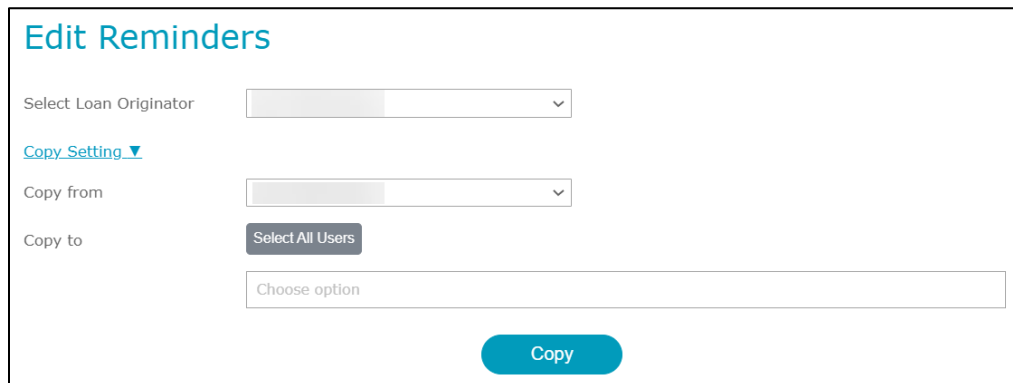 Edit Reminders
Select Loan Originator
Copy Setting ▼
Copy from
Copy to
Select All Users
Choose option
Copy